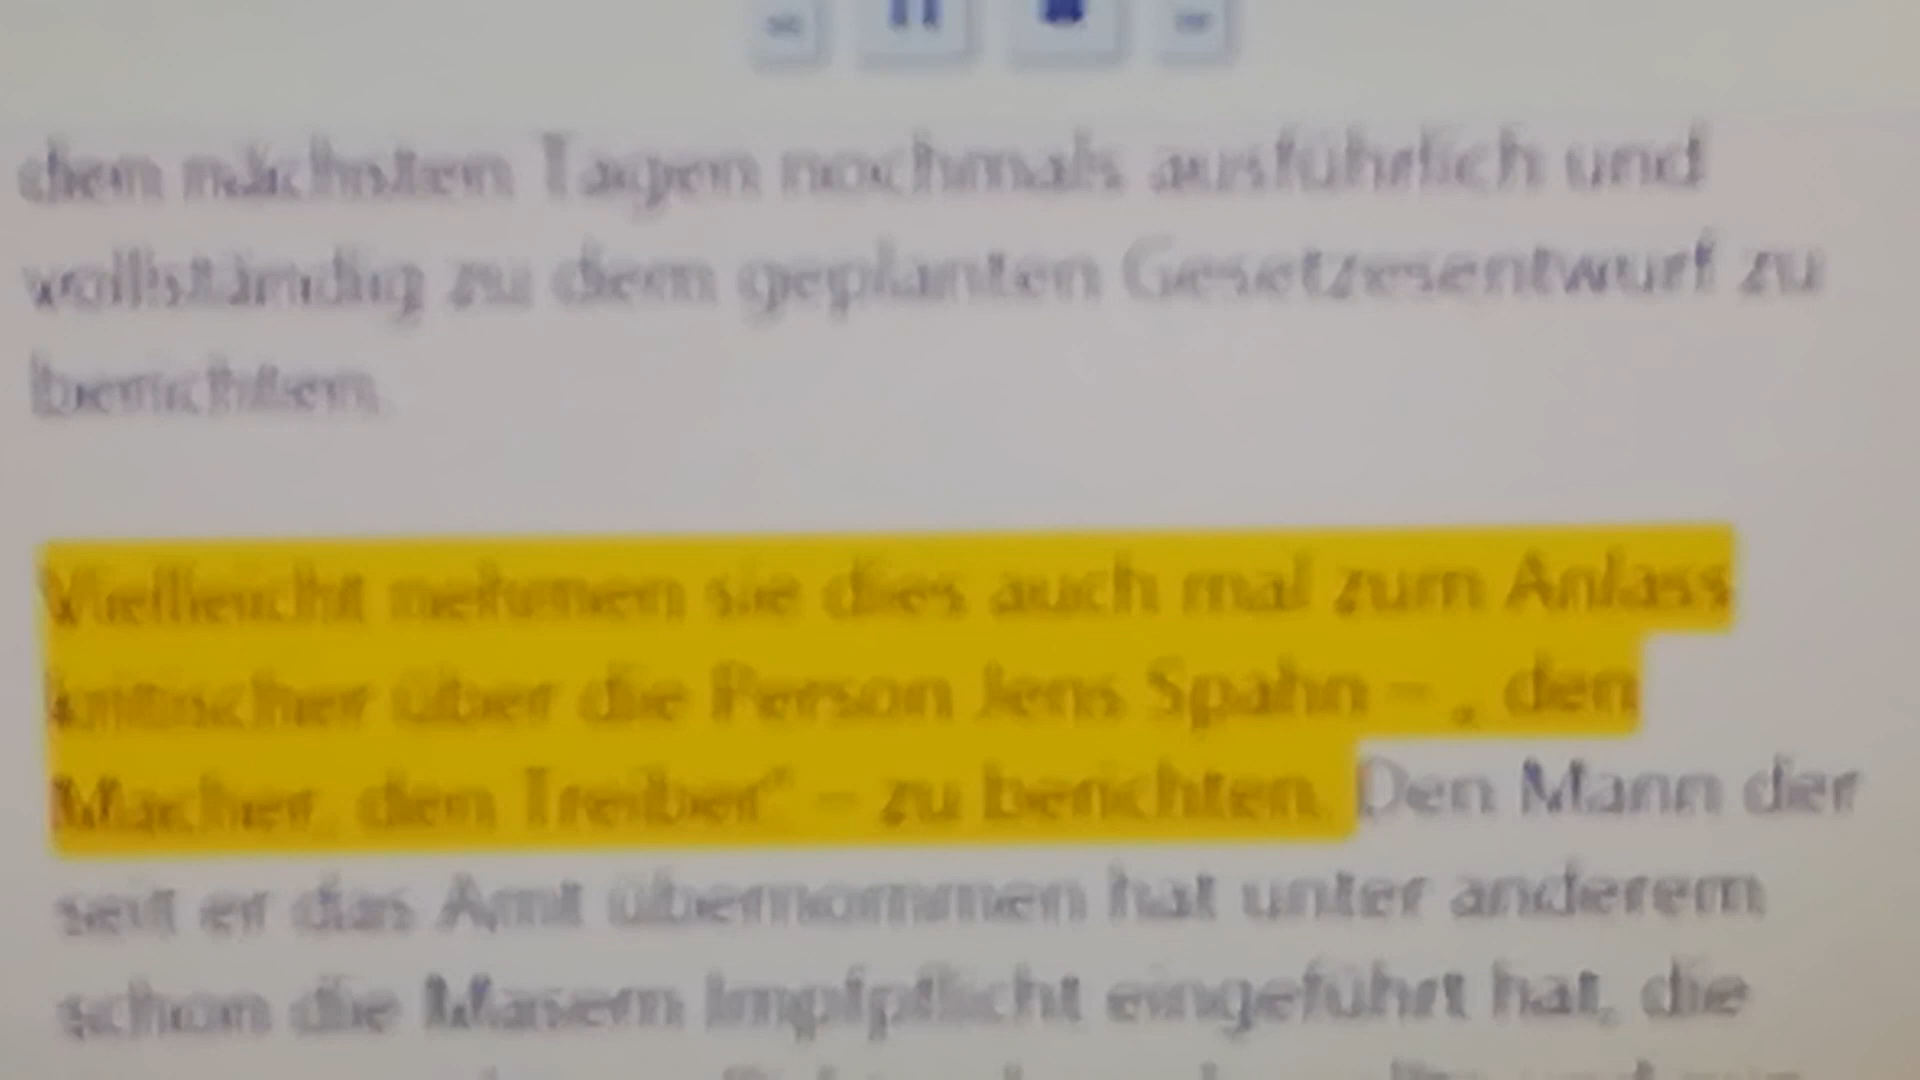 den nächsten Tagen nochmals ausführlich und
vollständig zu dem geplanten Gesetzesentwurf zu
berichten.
Vielleicht nehmen sie dies auch mal zum Anlass
kritischer über die Person Jens Spahn – „ den
Macher, den Treiber“ – zu berichten. Den Mann der
seit er das Amt übernommen hat unter anderem
schon die Masern Impfpflicht eingeführt hat, die